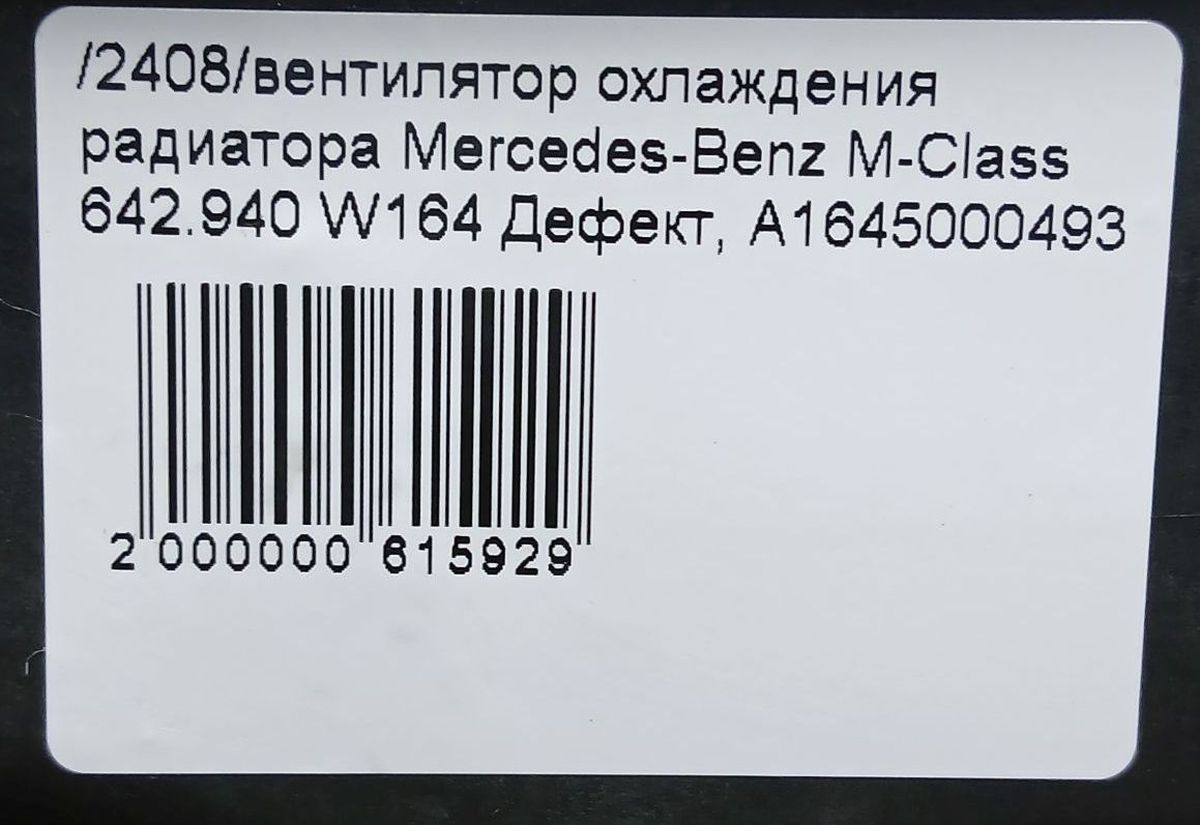 /2408/вентилятор охлаждения
радиатора Mercedes-Benz M-Class
642.940 W164 Дефект, A1645000493
2 000000 615929